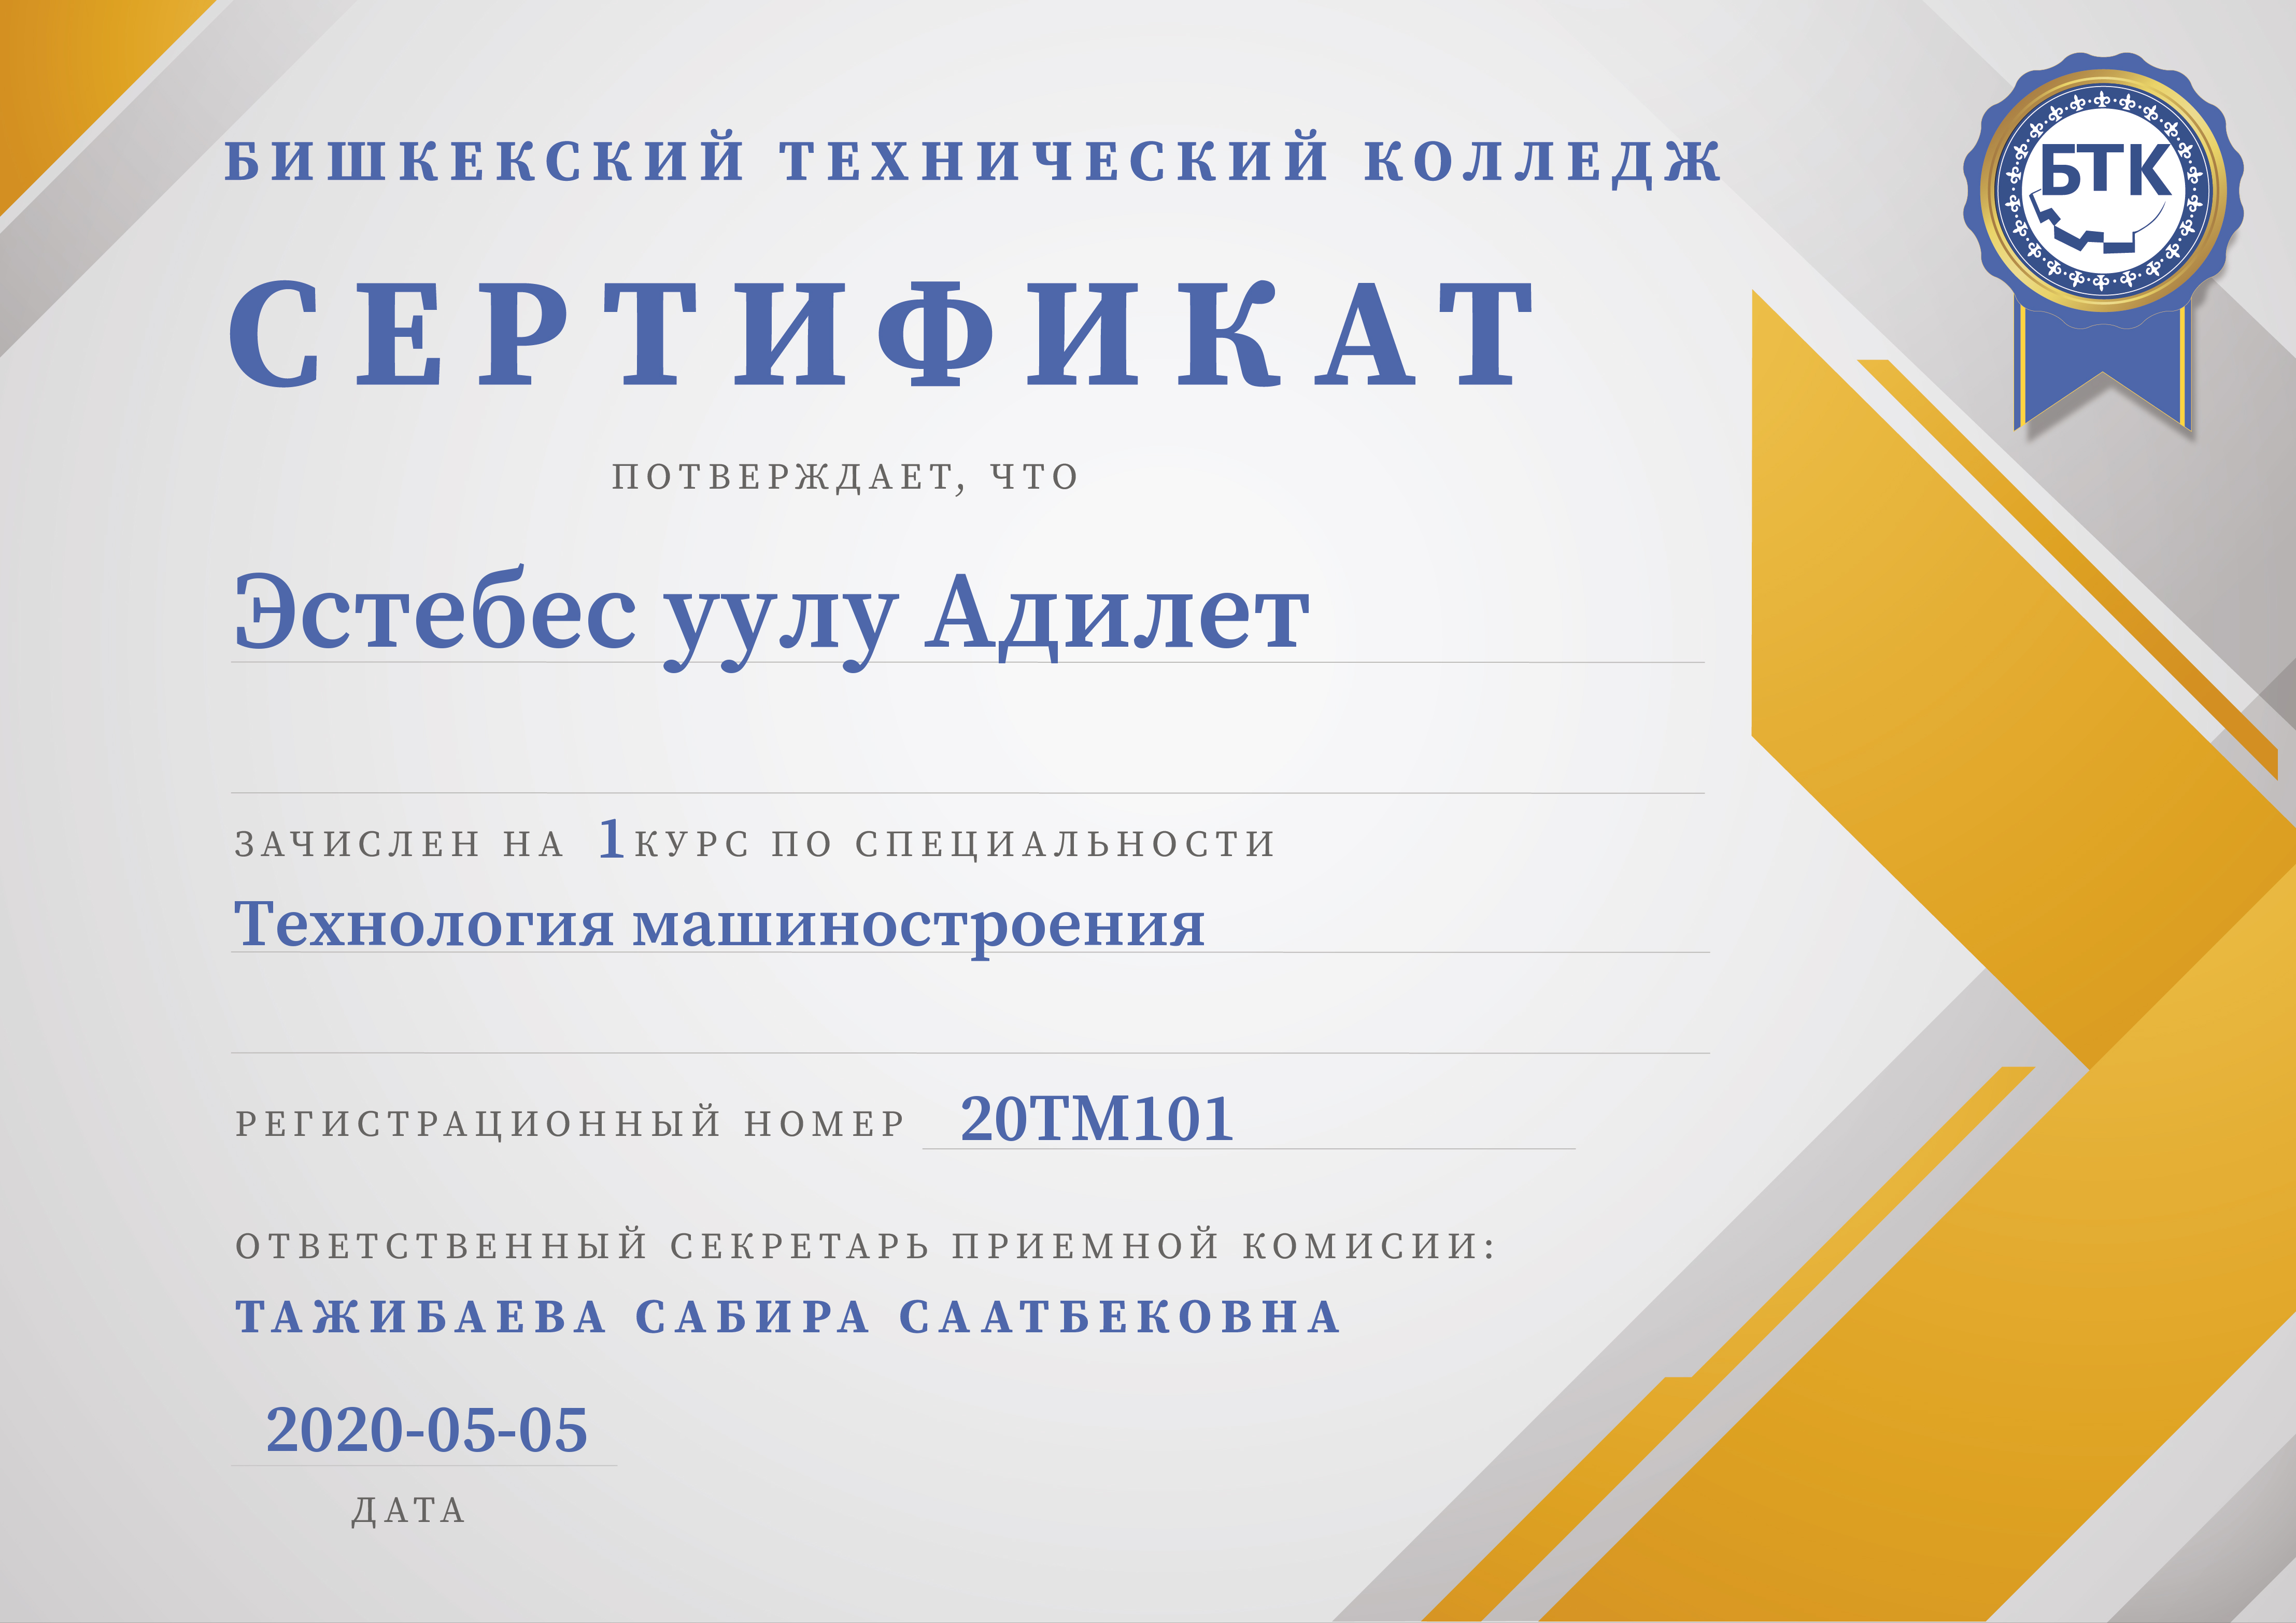 БИШКЕКСКИЙ ТЕХНИЧЕСКИЙ КОЛЛЕДЖ
БТК
СЕРТИФИКАТ
ПОТВЕРЖДАЕТ, ЧТО
Эстебес уулу Адилет
ЗАЧИСЛЕН НА 1 КУРС ПО СПЕЦИАЛЬНОСТИ
Технология машиностроения
РЕГИСТРАЦИОННЫЙ НОМЕР 20ТМ101
ОТВЕТСТВЕННЫЙ СЕКРЕТАРЬ ПРИЕМНОЙ КОМИСИИ:
ТАЖИБАЕВА САБИРА СААТБЕКОВНА
2020-05-05
ДАТА